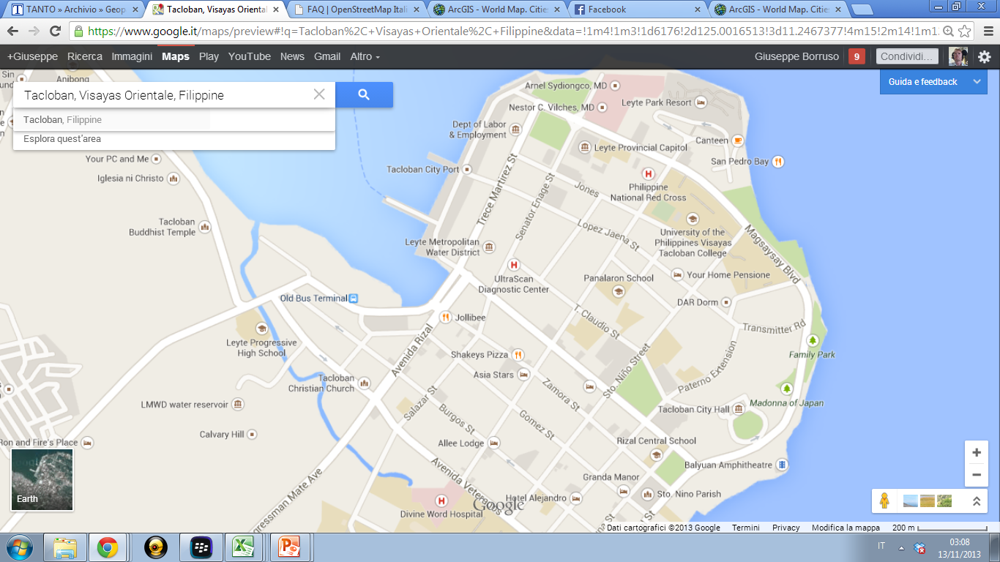 TANTO » Archivio » Geop
Tacloban, Visayas Oriental
FAQ | OpenStreetMap Itali
ArcGIS - World Map. Citie
Facebook
ArcGIS - World Map. Citie
https://www.google.it/maps/preview#!q=Tacloban%2C+Visayas+Orientale%2C+Filippine&data=!1m4!1m3!1d6176!2d125.0016513!3d11.2467377!4m15!2m14!1m1
+Giuseppe Ricerca Immagini Maps Play YouTube News Gmail Altro
Giuseppe Borruso 9 Condividi...
Sin
Anibong
Tacloban, Visayas Orientale, Filippine
Tacloban, Filippine
Esplora quest'area
Guida e feedback
Arnel Sydiongco, MD
Leyte Park Resort
Nestor C. Vilches, MD
Dept of Labor
& Employment
Canteen
Leyte Provincial Capitol
San Pedro Bay
Your PC and Me
Iglesia ni Christo
Tacloban City Port
Trece Martirez St
Senator Enage St
Jones
Philippine
National Red Cross
Tacloban
Buddhist Temple
Lopez Jaena St
University of the
Philippines Visayas
Tacloban College
Magsaysay Blvd
Leyte Metropolitan
Water District
UltraScan
Diagnostic Center
Panalaron School
Your Home Pensione
Old Bus Terminal
DAR Dorm
Jollibee
T. Claudio St
Transmitter Rd
Leyte Progressive
High School
Avenida Rizal
Shakeys Pizza
Family Park
Asia Stars
Sto. Niño Street
Paterno Extension
Tacloban
Christian Church
Zamora St
LMWD water reservoir
Salazar St
Madonna of Japan
Tacloban City Hall
Burgos St
Gomez St
Calvary Hill
Ron and Fire's Place
Allee Lodge
Rizal Central School
Balyuan Amphitheatre
Avenida Veteranos
Granda Manor
Sto. Nino Parish
gressman Mate Ave
Hotel Alejandro
Divine Word Hospital
Google
Earth
Dati cartografici ©2013 Google Termini Privacy Modifica la mappa 200 m
IT
03:08
13/11/2013